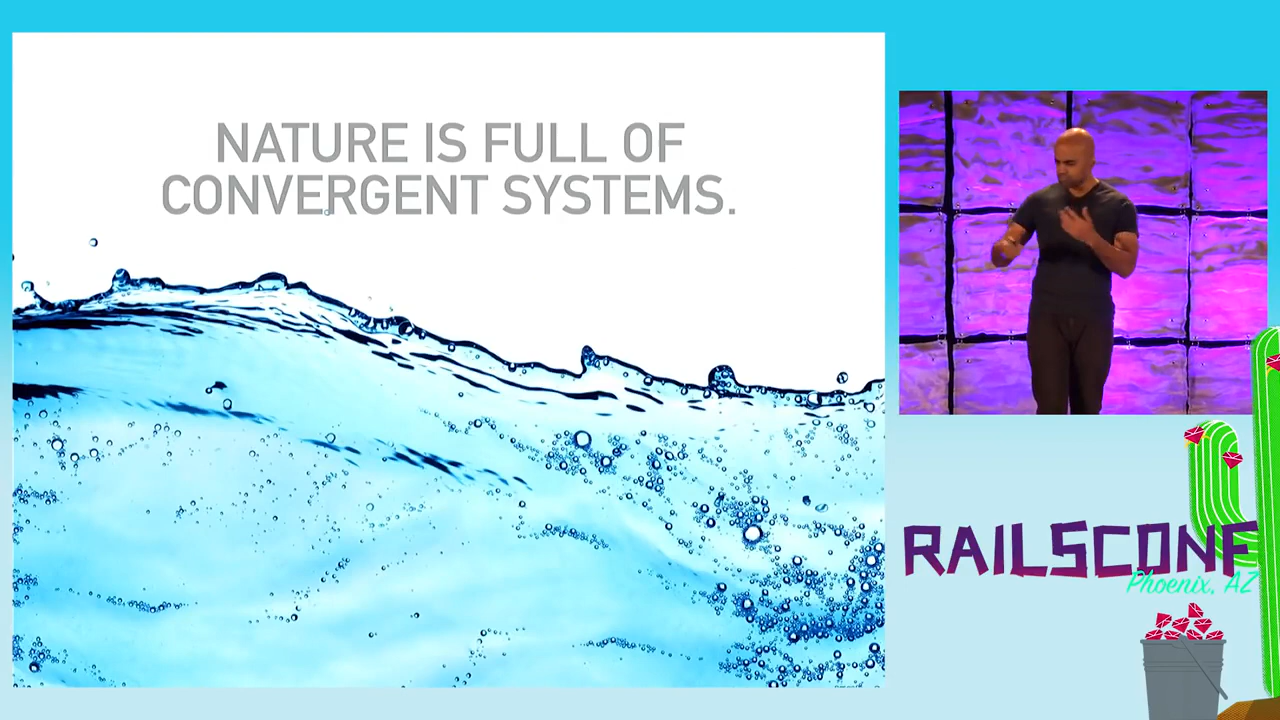 NATURE IS FULL OF
CONVERGENT SYSTEMS.
RAILSCONF
Phoenix, AZ